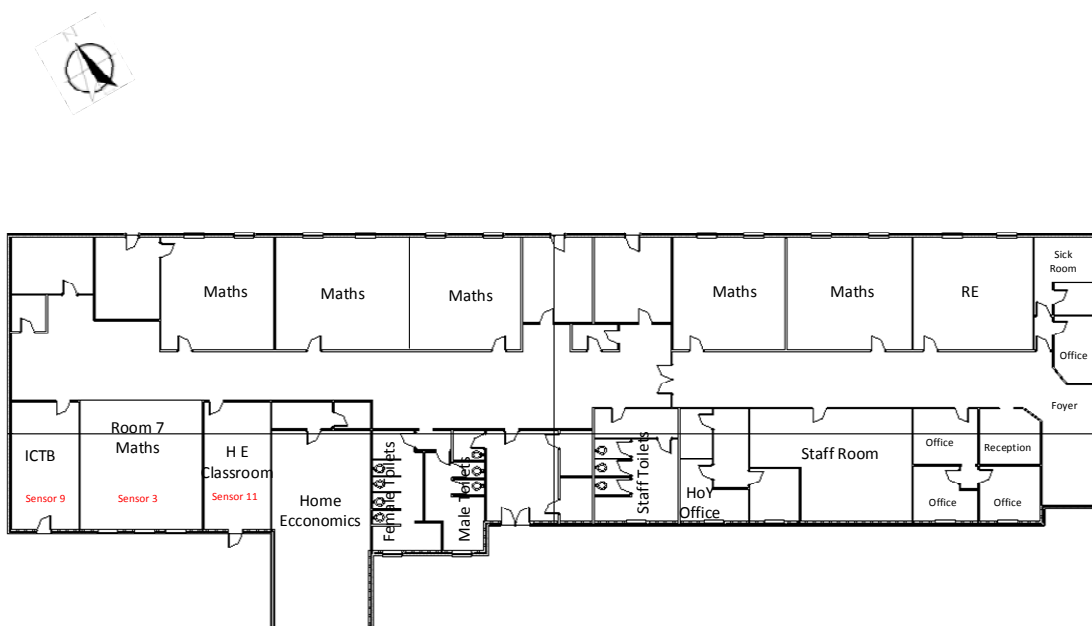 N
Maths
Maths
Maths
Maths
Maths
RE
Sick
Room
Office
Foyer
Room 7
Maths
ICTB
H E
Classroom
Sensor 9
Sensor 3
Sensor 11
Home
Ecconomics
Female Toilets
Male Toilets
Staff Toilets
HoY
Office
Staff Room
Office
Reception
Office
Office